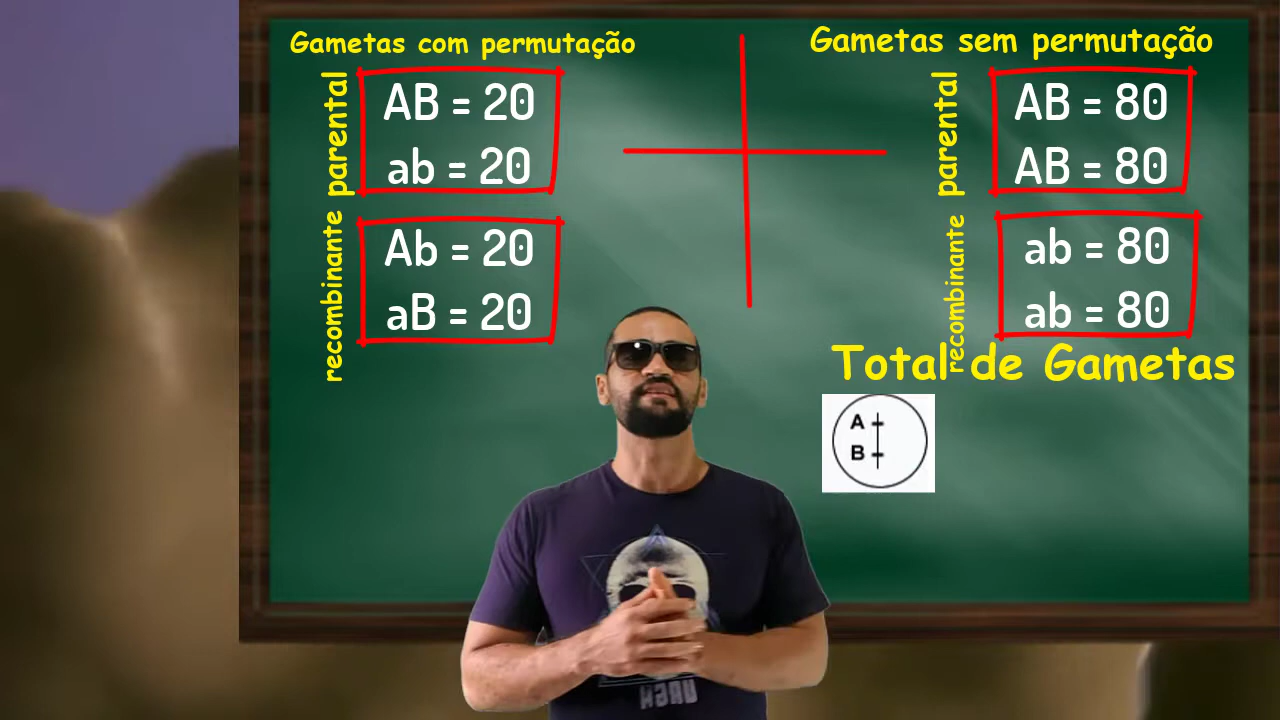 Gametas com permutação
parental
AB = 20
ab = 20
recombinante
Ab = 20
aB = 20
Gametas sem permutação
parental
AB = 80
AB = 80
recombinante
ab = 80
ab = 80
Total de Gametas
A
B